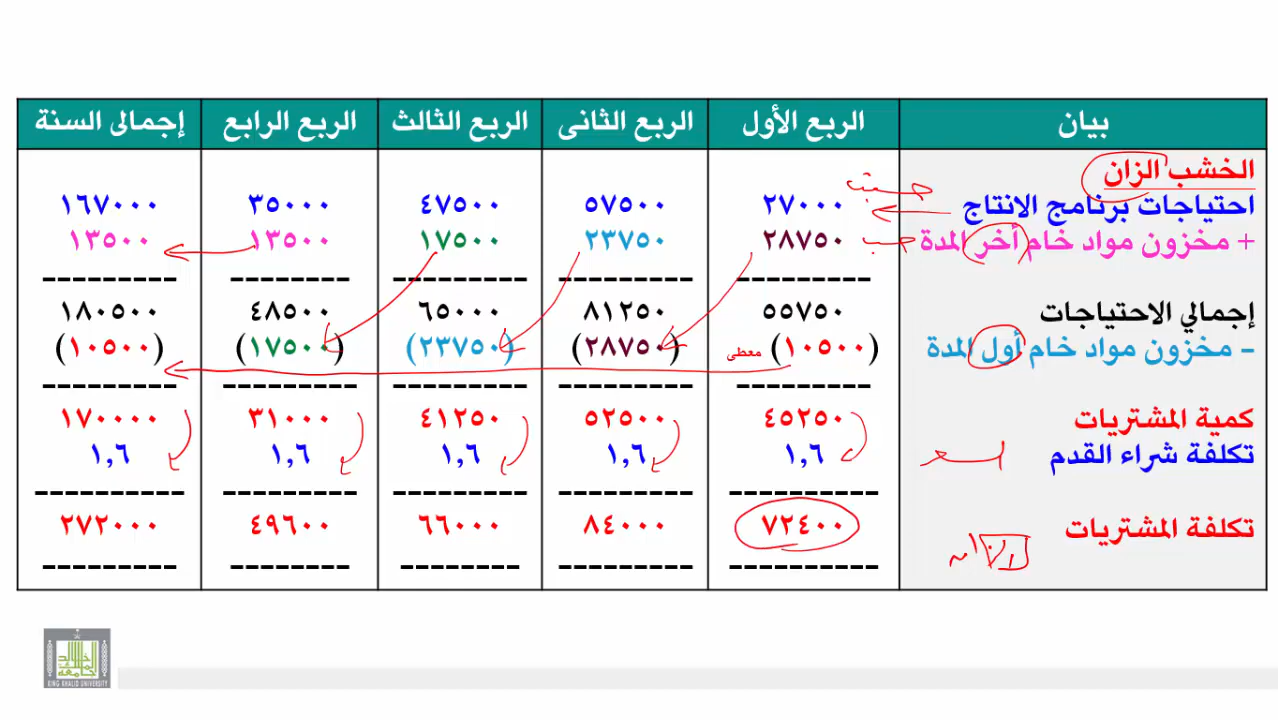 بيان الربع الأول الربع الثانى الربع الثالث الربع الرابع إجمالى السنة
الخشب الزان
احتياجات برنامج الانتاج ٢٧٠٠٠ ٥٧٥٠٠ ٤٧٥٠٠ ٣٥٠٠٠ ١٦٧٠٠٠
+ مخزون مواد خام أخر المدة ٢٨٧٥٠ ٢٣٧٥٠ ١٧٥٠٠ ١٣٥٠٠ ١٣٥٠٠
إجمالي الاحتياجات ٥٥٧٥٠ ٨١٢٥٠ ٦٥٠٠٠ ٤٨٥٠٠ ١٨٠٥٠٠
– مخزون مواد خام أول المدة (١٠٥٠٠) معطى (٢٨٧٥٠) (٢٣٧٥٠) (١٧٥٠٠) (١٠٥٠٠)
كمية المشتريات ٤٥٢٥٠ ٥٢٥٠٠ ٤١٢٥٠ ٣١٠٠٠ ١٧٠٠٠٠
تكلفة شراء القدم ١,٦ ١,٦ ١,٦ ١,٦ ١,٦
السعر
تكلفة المشتريات ٧٢٤٠٠ ٨٤٠٠٠ ٦٦٠٠٠ ٤٩٦٠٠ ٢٧٢٠٠٠
KING KHALID UNIVERSITY